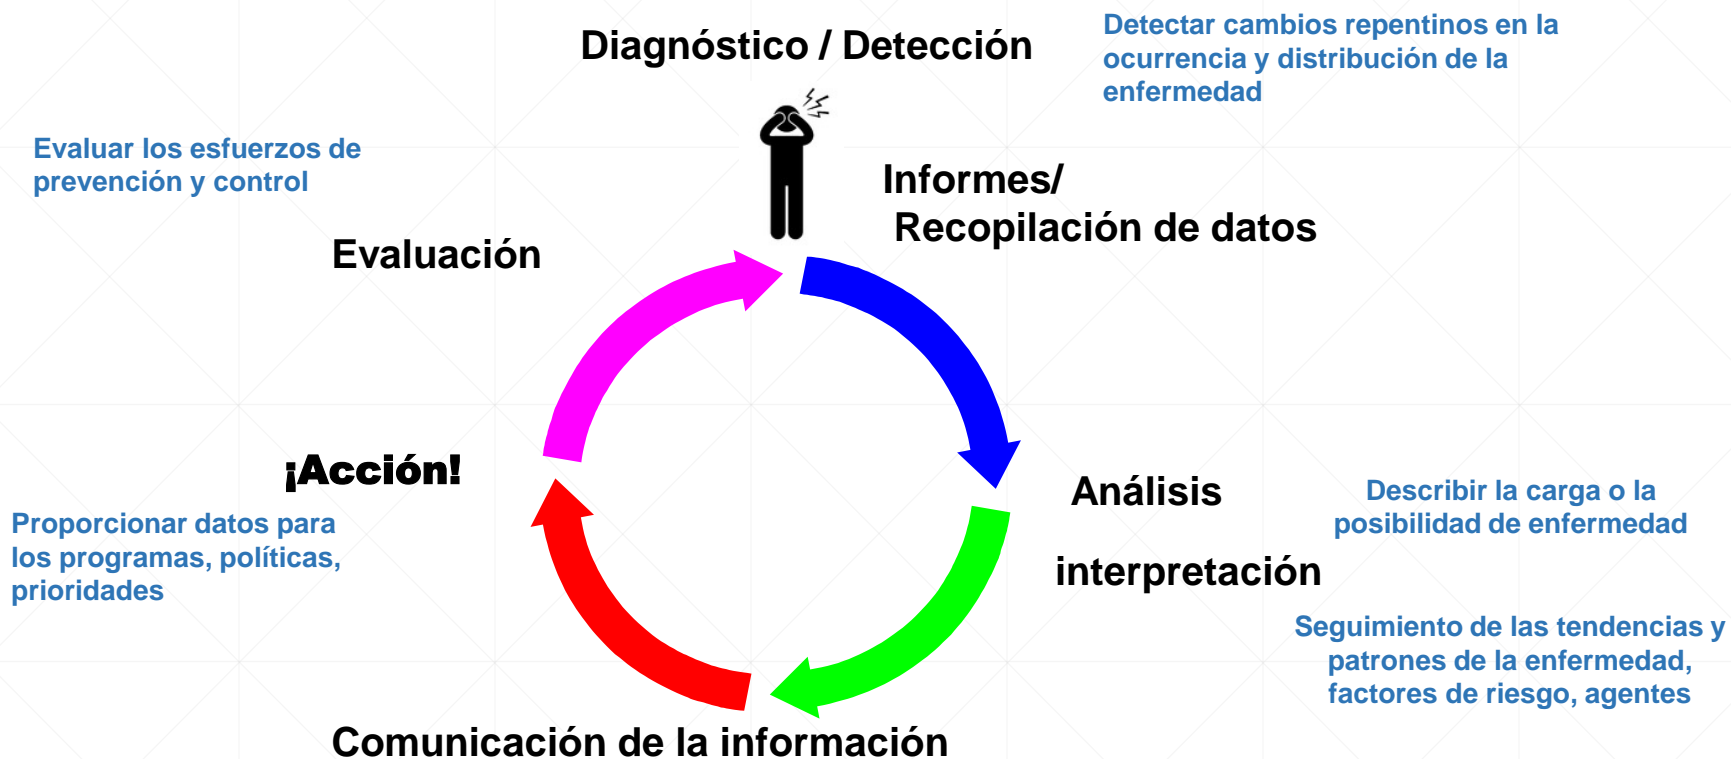 Diagnóstico / Detección
Detectar cambios repentinos en la
ocurrencia y distribución de la
enfermedad
Informes/
Recopilación de datos
Análisis
interpretación
Describir la carga o la
posibilidad de enfermedad
Seguimiento de las tendencias y
patrones de la enfermedad,
factores de riesgo, agentes
Comunicación de la información
¡Acción!
Proporcionar datos para
los programas, políticas,
prioridades
Evaluación
Evaluar los esfuerzos de
prevención y control